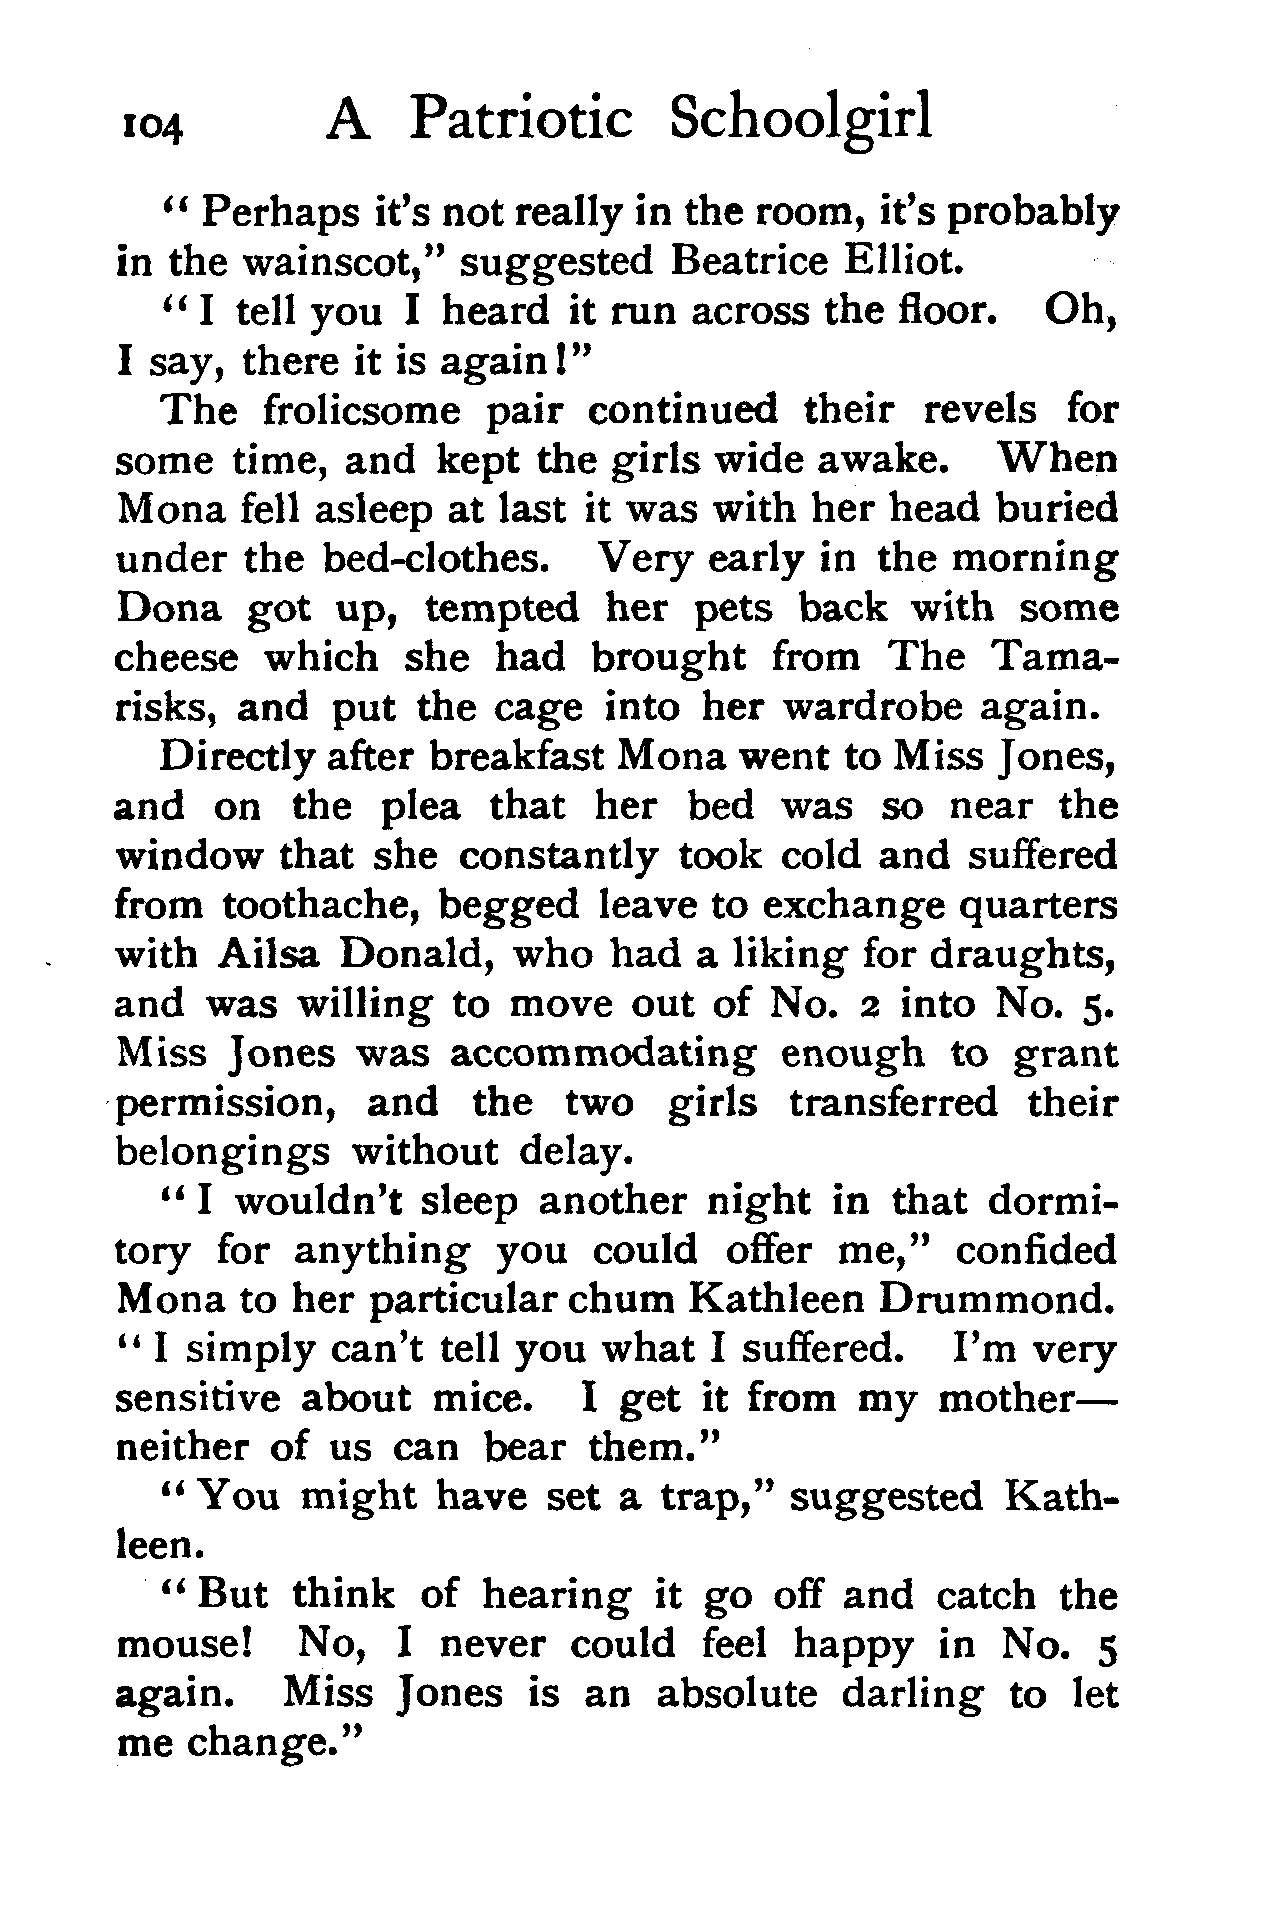 104 A Patriotic Schoolgirl
“Perhaps it’s not really in the room, it’s probably
in the wainscot,” suggested Beatrice Elliot.
“I tell you I heard it run across the floor. Oh,
I say, there it is again!”
The frolicsome pair continued their revels for
some time, and kept the girls wide awake. When
Mona fell asleep at last it was with her head buried
under the bed-clothes. Very early in the morning
Dona got up, tempted her pets back with some
cheese which she had brought from The Tama-
risks, and put the cage into her wardrobe again.
Directly after breakfast Mona went to Miss Jones,
and on the plea that her bed was so near the
window that she constantly took cold and suffered
from toothache, begged leave to exchange quarters
with Ailsa Donald, who had a liking for draughts,
and was willing to move out of No. 2 into No. 5.
Miss Jones was accommodating enough to grant
permission, and the two girls transferred their
belongings without delay.
“I wouldn’t sleep another night in that dormi-
tory for anything you could offer me,” confided
Mona to her particular chum Kathleen Drummond.
“I simply can’t tell you what I suffered. I’m very
sensitive about mice. I get it from my mother—
neither of us can bear them.”
“You might have set a trap,” suggested Kath-
leen.
“But think of hearing it go off and catch the
mouse! No, I never could feel happy in No. 5
again. Miss Jones is an absolute darling to let
me change.”